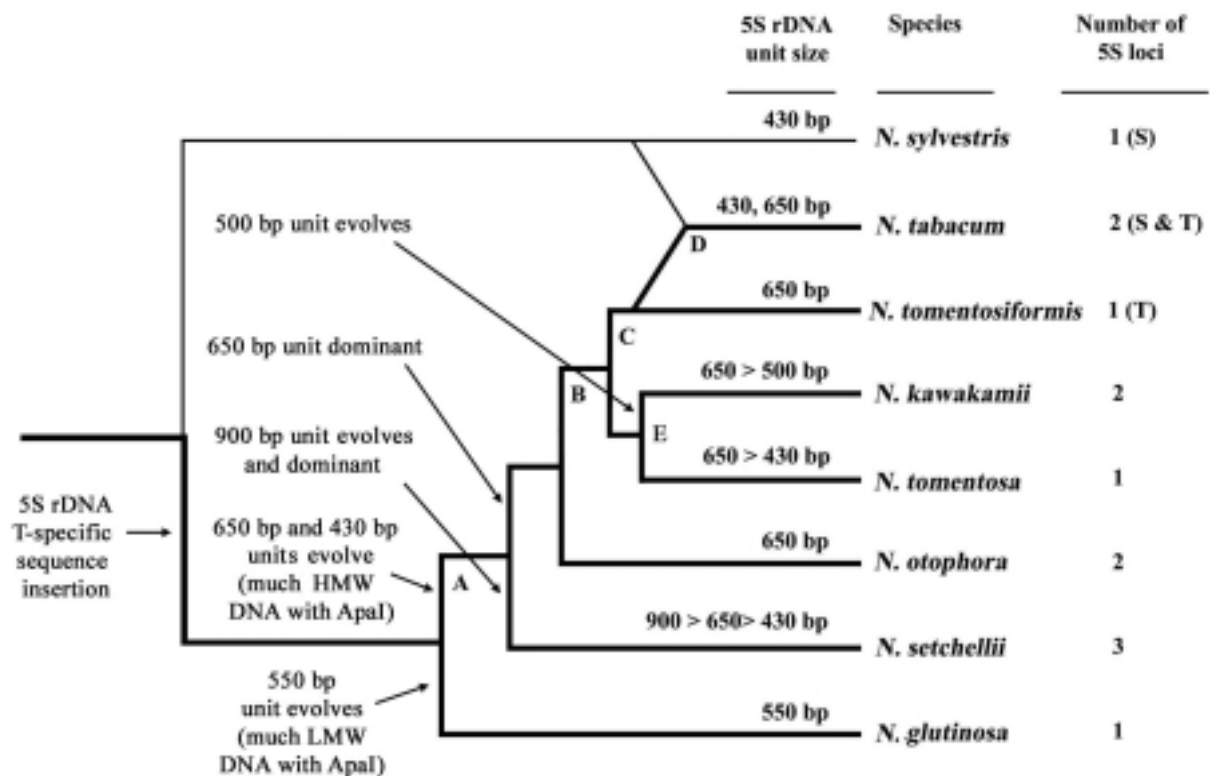 5S rDNA
unit size
Species
Number of
5S loci
430 bp
N. sylvestris
1 (S)
500 bp unit evolves
430, 650 bp
N. tabacum
2 (S & T)
D
650 bp
N. tomentosiformis
1 (T)
C
650 bp unit dominant
650 > 500 bp
N. kawakamii
2
B
900 bp unit evolves
and dominant
E
650 > 430 bp
N. tomentosa
1
5S rDNA
T-specific
sequence
insertion
650 bp and 430 bp
units evolve
(much HMW
DNA with ApaI)
A
650 bp
N. otophora
2
900 > 650> 430 bp
N. setchellii
3
550 bp
unit evolves
(much LMW
DNA with ApaI)
550 bp
N. glutinosa
1